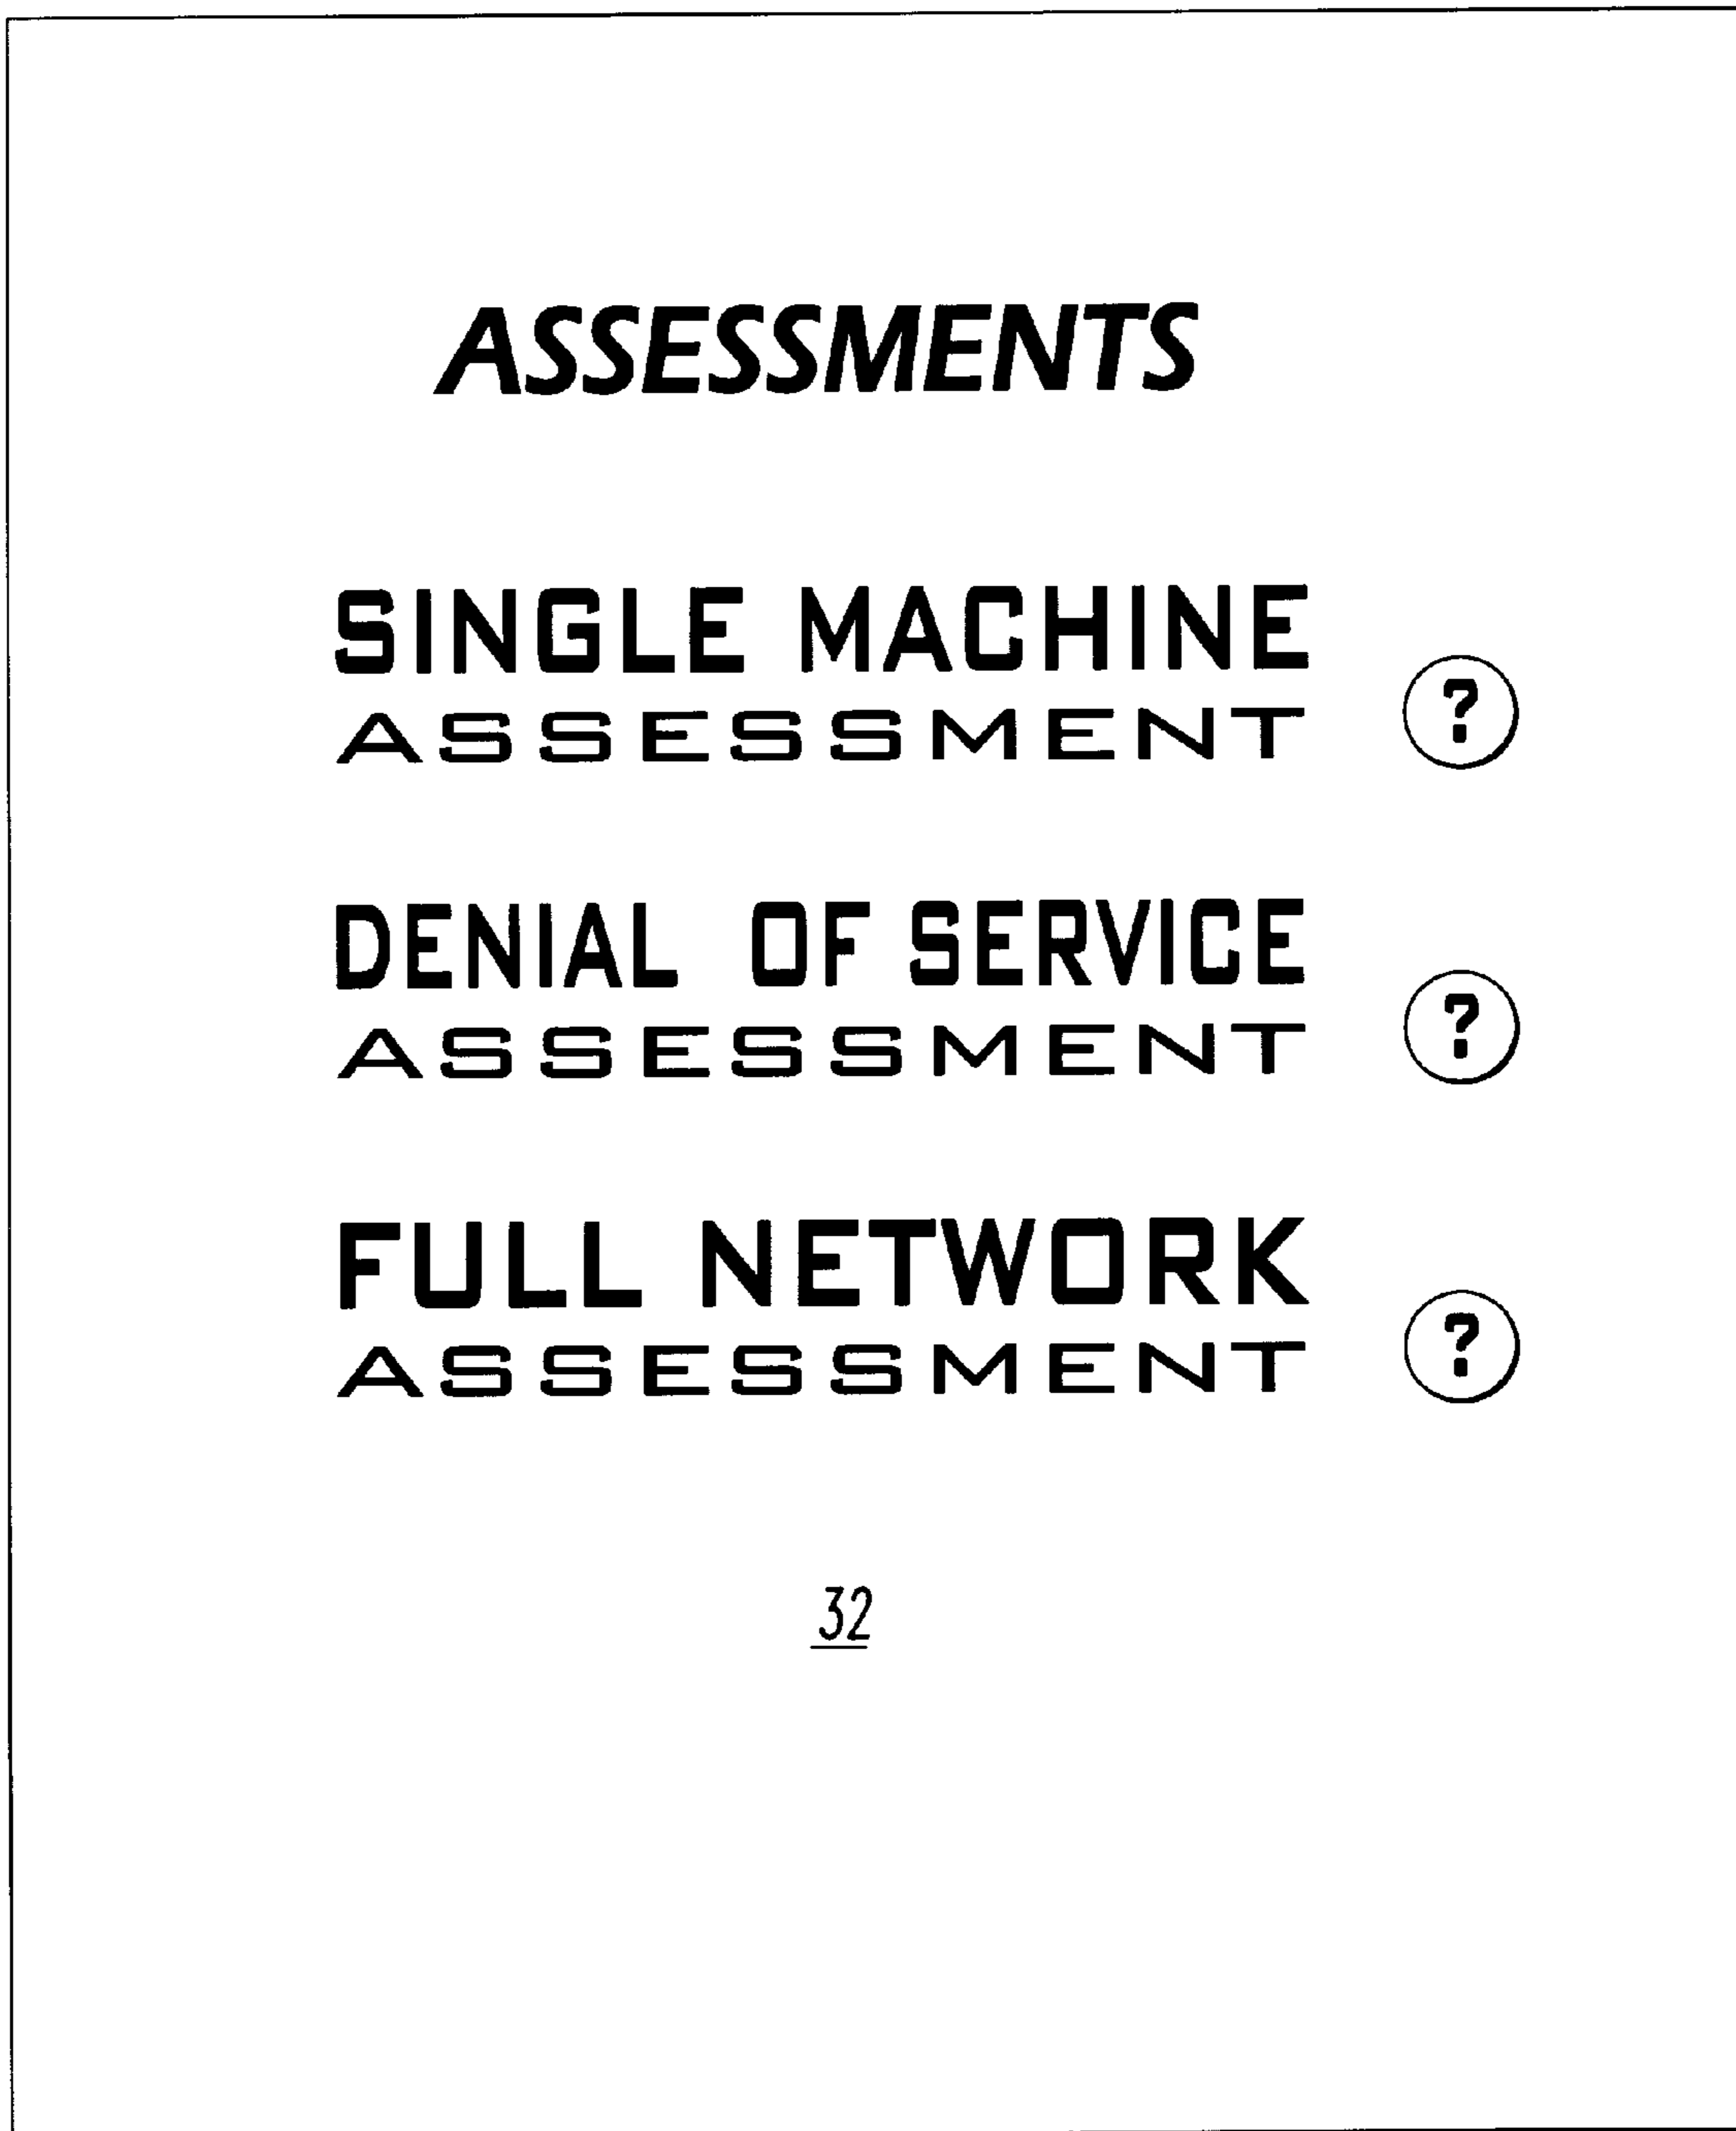 ASSESSMENTS
SINGLE MACHINE
ASSESSMENT ?
DENIAL OF SERVICE
ASSESSMENT ?
FULL NETWORK
ASSESSMENT ?
32